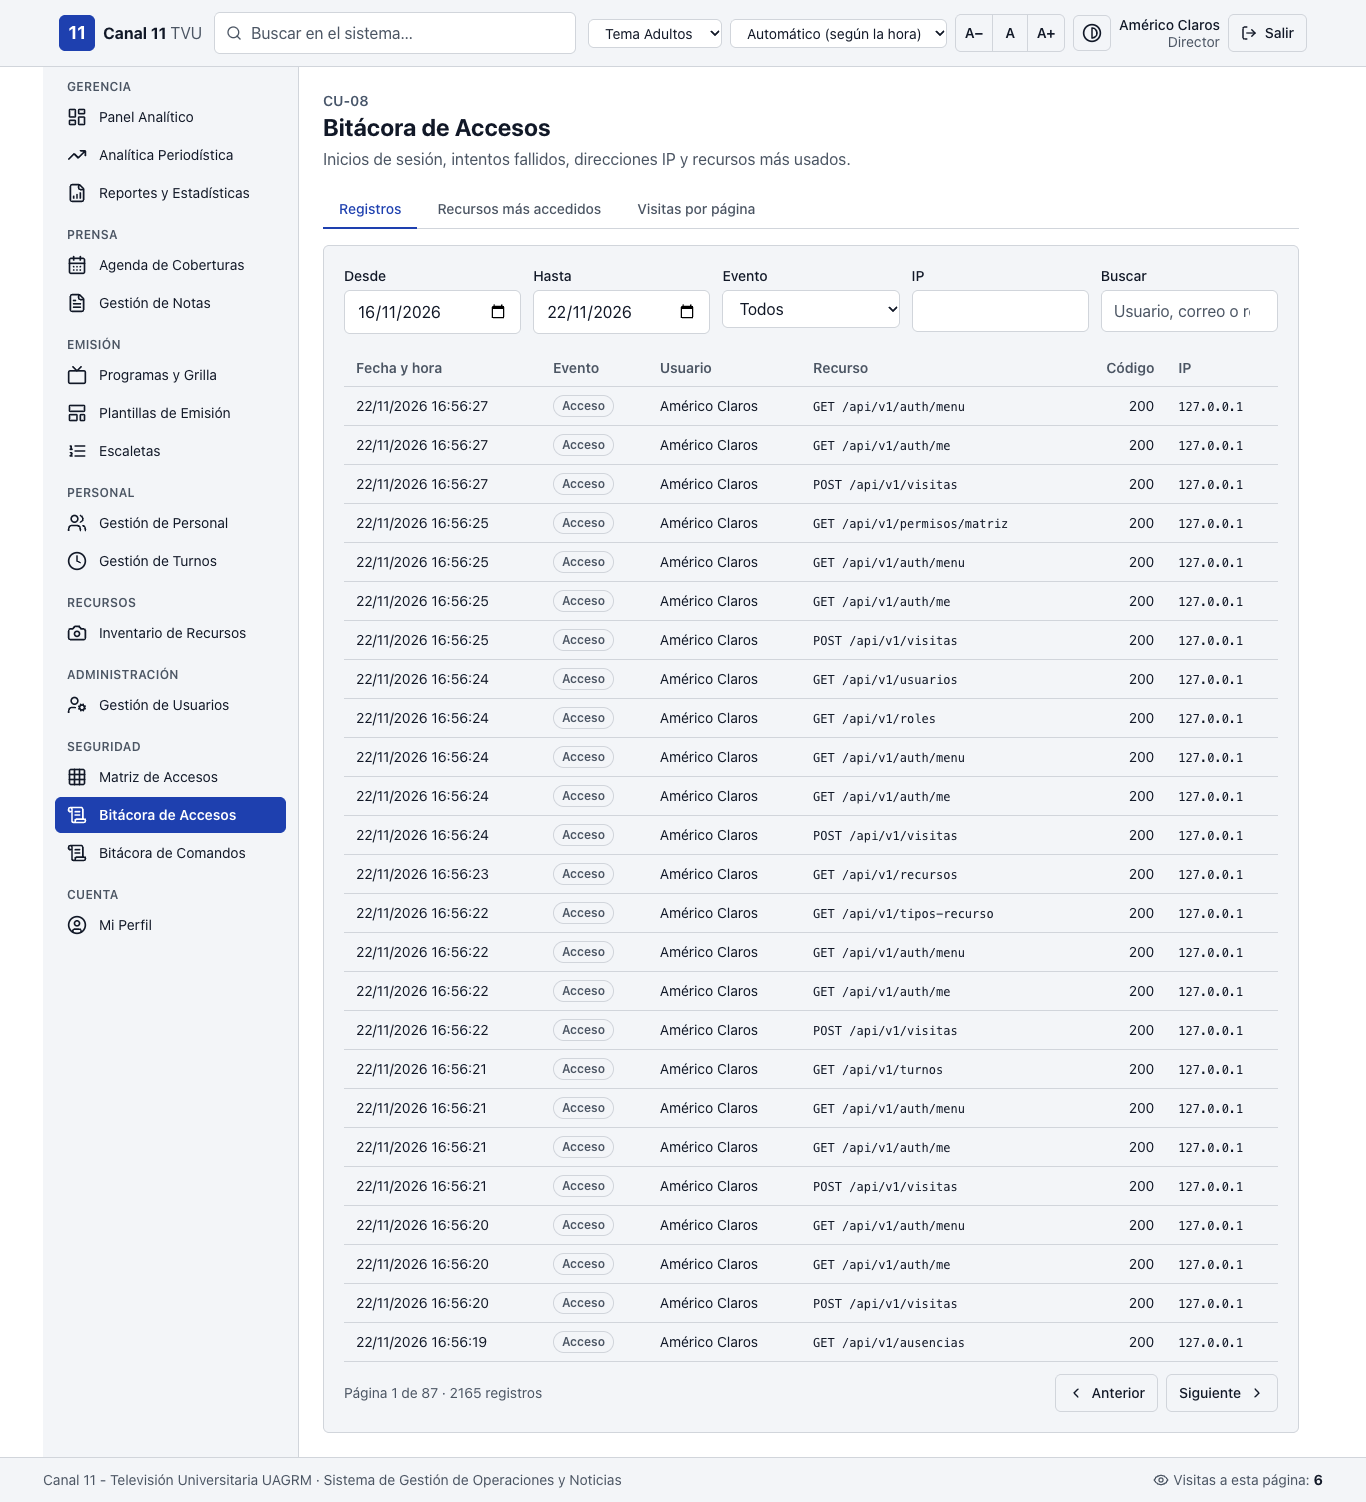 11 Canal 11 TVU
Buscar en el sistema...
Tema Adultos
Automático (según la hora)
A−
A
A+
Américo Claros
Director
Salir
GERENCIA
Panel Analítico
Analítica Periodística
Reportes y Estadísticas
PRENSA
Agenda de Coberturas
Gestión de Notas
EMISIÓN
Programas y Grilla
Plantillas de Emisión
Escaletas
PERSONAL
Gestión de Personal
Gestión de Turnos
RECURSOS
Inventario de Recursos
ADMINISTRACIÓN
Gestión de Usuarios
SEGURIDAD
Matriz de Accesos
Bitácora de Accesos
Bitácora de Comandos
CUENTA
Mi Perfil
CU-08
Bitácora de Accesos
Inicios de sesión, intentos fallidos, direcciones IP y recursos más usados.
Registros Recursos más accedidos Visitas por página
Desde Hasta Evento IP Buscar
16/11/2026 22/11/2026 Todos Usuario, correo o r
Fecha y hora Evento Usuario Recurso Código IP
22/11/2026 16:56:27 Acceso Américo Claros GET /api/v1/auth/menu 200 127.0.0.1
22/11/2026 16:56:27 Acceso Américo Claros GET /api/v1/auth/me 200 127.0.0.1
22/11/2026 16:56:27 Acceso Américo Claros POST /api/v1/visitas 200 127.0.0.1
22/11/2026 16:56:25 Acceso Américo Claros GET /api/v1/permisos/matriz 200 127.0.0.1
22/11/2026 16:56:25 Acceso Américo Claros GET /api/v1/auth/menu 200 127.0.0.1
22/11/2026 16:56:25 Acceso Américo Claros GET /api/v1/auth/me 200 127.0.0.1
22/11/2026 16:56:25 Acceso Américo Claros POST /api/v1/visitas 200 127.0.0.1
22/11/2026 16:56:24 Acceso Américo Claros GET /api/v1/usuarios 200 127.0.0.1
22/11/2026 16:56:24 Acceso Américo Claros GET /api/v1/roles 200 127.0.0.1
22/11/2026 16:56:24 Acceso Américo Claros GET /api/v1/auth/menu 200 127.0.0.1
22/11/2026 16:56:24 Acceso Américo Claros GET /api/v1/auth/me 200 127.0.0.1
22/11/2026 16:56:24 Acceso Américo Claros POST /api/v1/visitas 200 127.0.0.1
22/11/2026 16:56:23 Acceso Américo Claros GET /api/v1/recursos 200 127.0.0.1
22/11/2026 16:56:22 Acceso Américo Claros GET /api/v1/tipos-recurso 200 127.0.0.1
22/11/2026 16:56:22 Acceso Américo Claros GET /api/v1/auth/menu 200 127.0.0.1
22/11/2026 16:56:22 Acceso Américo Claros GET /api/v1/auth/me 200 127.0.0.1
22/11/2026 16:56:22 Acceso Américo Claros POST /api/v1/visitas 200 127.0.0.1
22/11/2026 16:56:21 Acceso Américo Claros GET /api/v1/turnos 200 127.0.0.1
22/11/2026 16:56:21 Acceso Américo Claros GET /api/v1/auth/menu 200 127.0.0.1
22/11/2026 16:56:21 Acceso Américo Claros GET /api/v1/auth/me 200 127.0.0.1
22/11/2026 16:56:21 Acceso Américo Claros POST /api/v1/visitas 200 127.0.0.1
22/11/2026 16:56:20 Acceso Américo Claros GET /api/v1/auth/menu 200 127.0.0.1
22/11/2026 16:56:20 Acceso Américo Claros GET /api/v1/auth/me 200 127.0.0.1
22/11/2026 16:56:20 Acceso Américo Claros POST /api/v1/visitas 200 127.0.0.1
22/11/2026 16:56:19 Acceso Américo Claros GET /api/v1/ausencias 200 127.0.0.1
Página 1 de 87 · 2165 registros
Anterior
Siguiente
Canal 11 - Televisión Universitaria UAGRM · Sistema de Gestión de Operaciones y Noticias
Visitas a esta página: 6